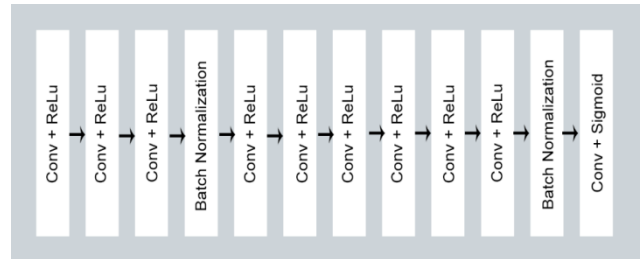 Conv + ReLu
Conv + ReLu
Conv + ReLu
Batch Normalization
Conv + ReLu
Conv + ReLu
Conv + ReLu
Conv + ReLu
Conv + ReLu
Conv + ReLu
Batch Normalization
Conv + Sigmoid